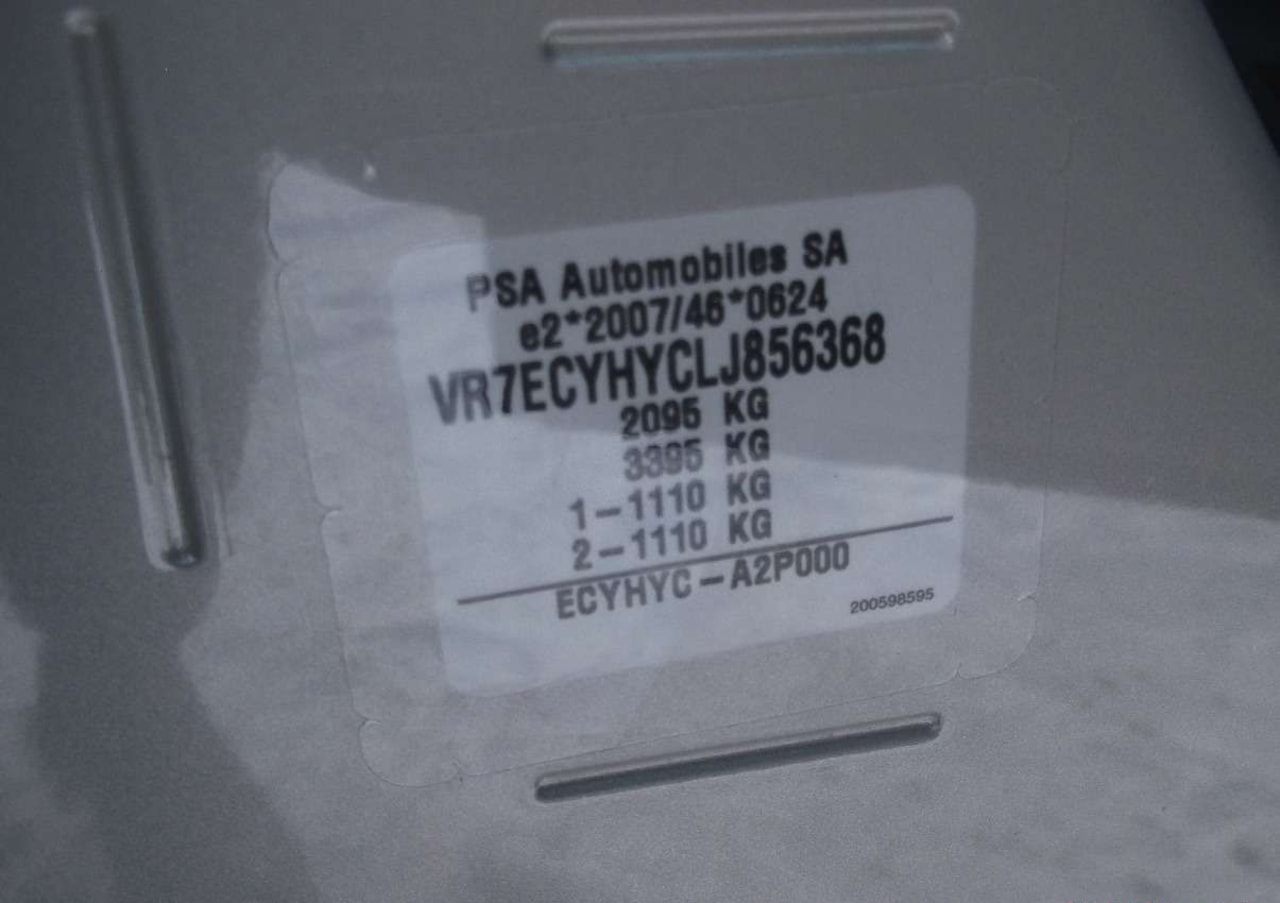 PSA Automobiles SA
e2*2007/46*0624
VR7ECYHYCLJ856368
2095 KG
3395 KG
1-1110 KG
2-1110 KG
ECYHYC-A2P000
200598595